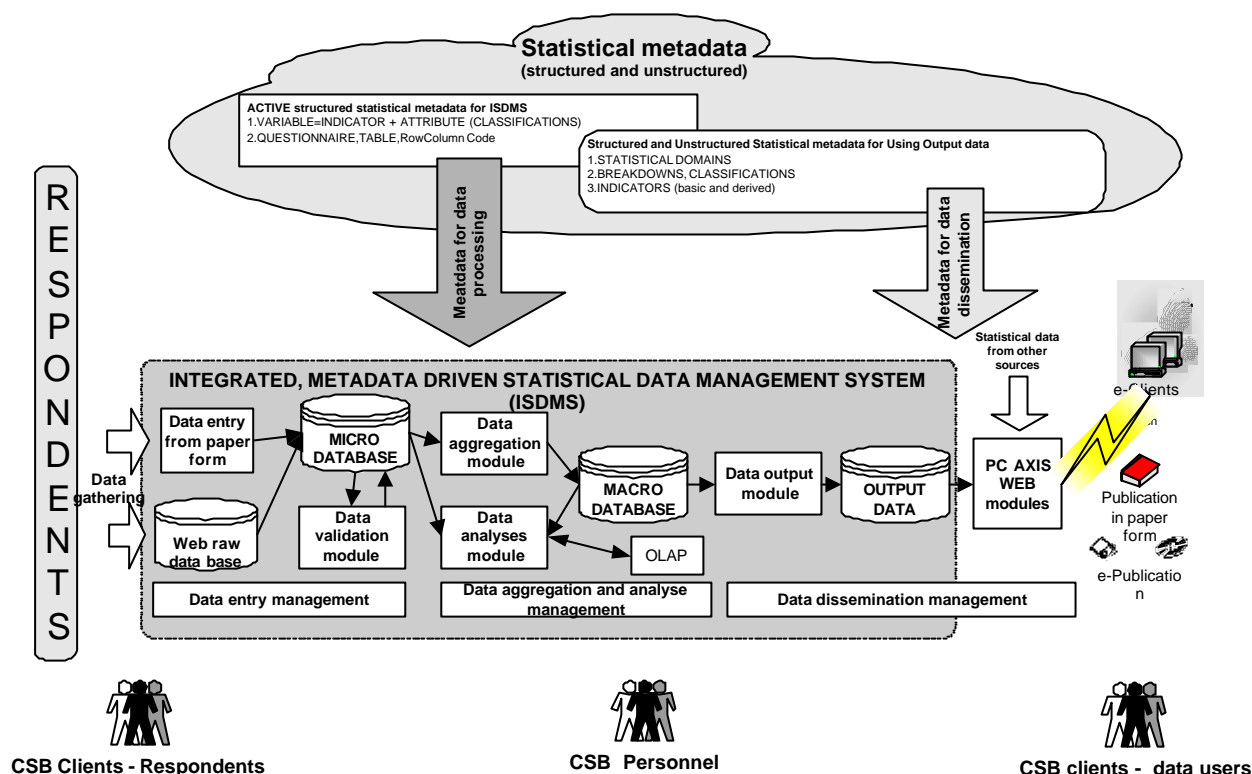 Statistical metadata
(structured and unstructured)
ACTIVE structured statistical metadata for ISDMS
1.VARIABLE=INDICATOR + ATTRIBUTE (CLASSIFICATIONS)
2.QUESTIONNAIRE,TABLE,RowColumn Code
Structured and Unstructured Statistical metadata for Using Output data
1.STATISTICAL DOMAINS
2.BREAKDOWNS, CLASSIFICATIONS
3.INDICATORS (basic and derived)
RESPONDENTS
Meatdata for data
processing
Metadata for data
dissemination
Statistical data
from other
sources
e-Clients
INTEGRATED, METADATA DRIVEN STATISTICAL DATA MANAGEMENT SYSTEM
(ISDMS)
Data
gathering
Data entry
from paper
form
Web raw
data base
MICRO
DATABASE
Data
validation
module
Data
aggregation
module
Data
analyses
module
MACRO
DATABASE
OLAP
Data output
module
OUTPUT
DATA
PC AXIS
WEB
modules
Publication
in paper
form
e-Publicatio
n
Data entry management
Data aggregation and analyse
management
Data dissemination management
CSB Clients - Respondents
CSB Personnel
CSB clients - data users